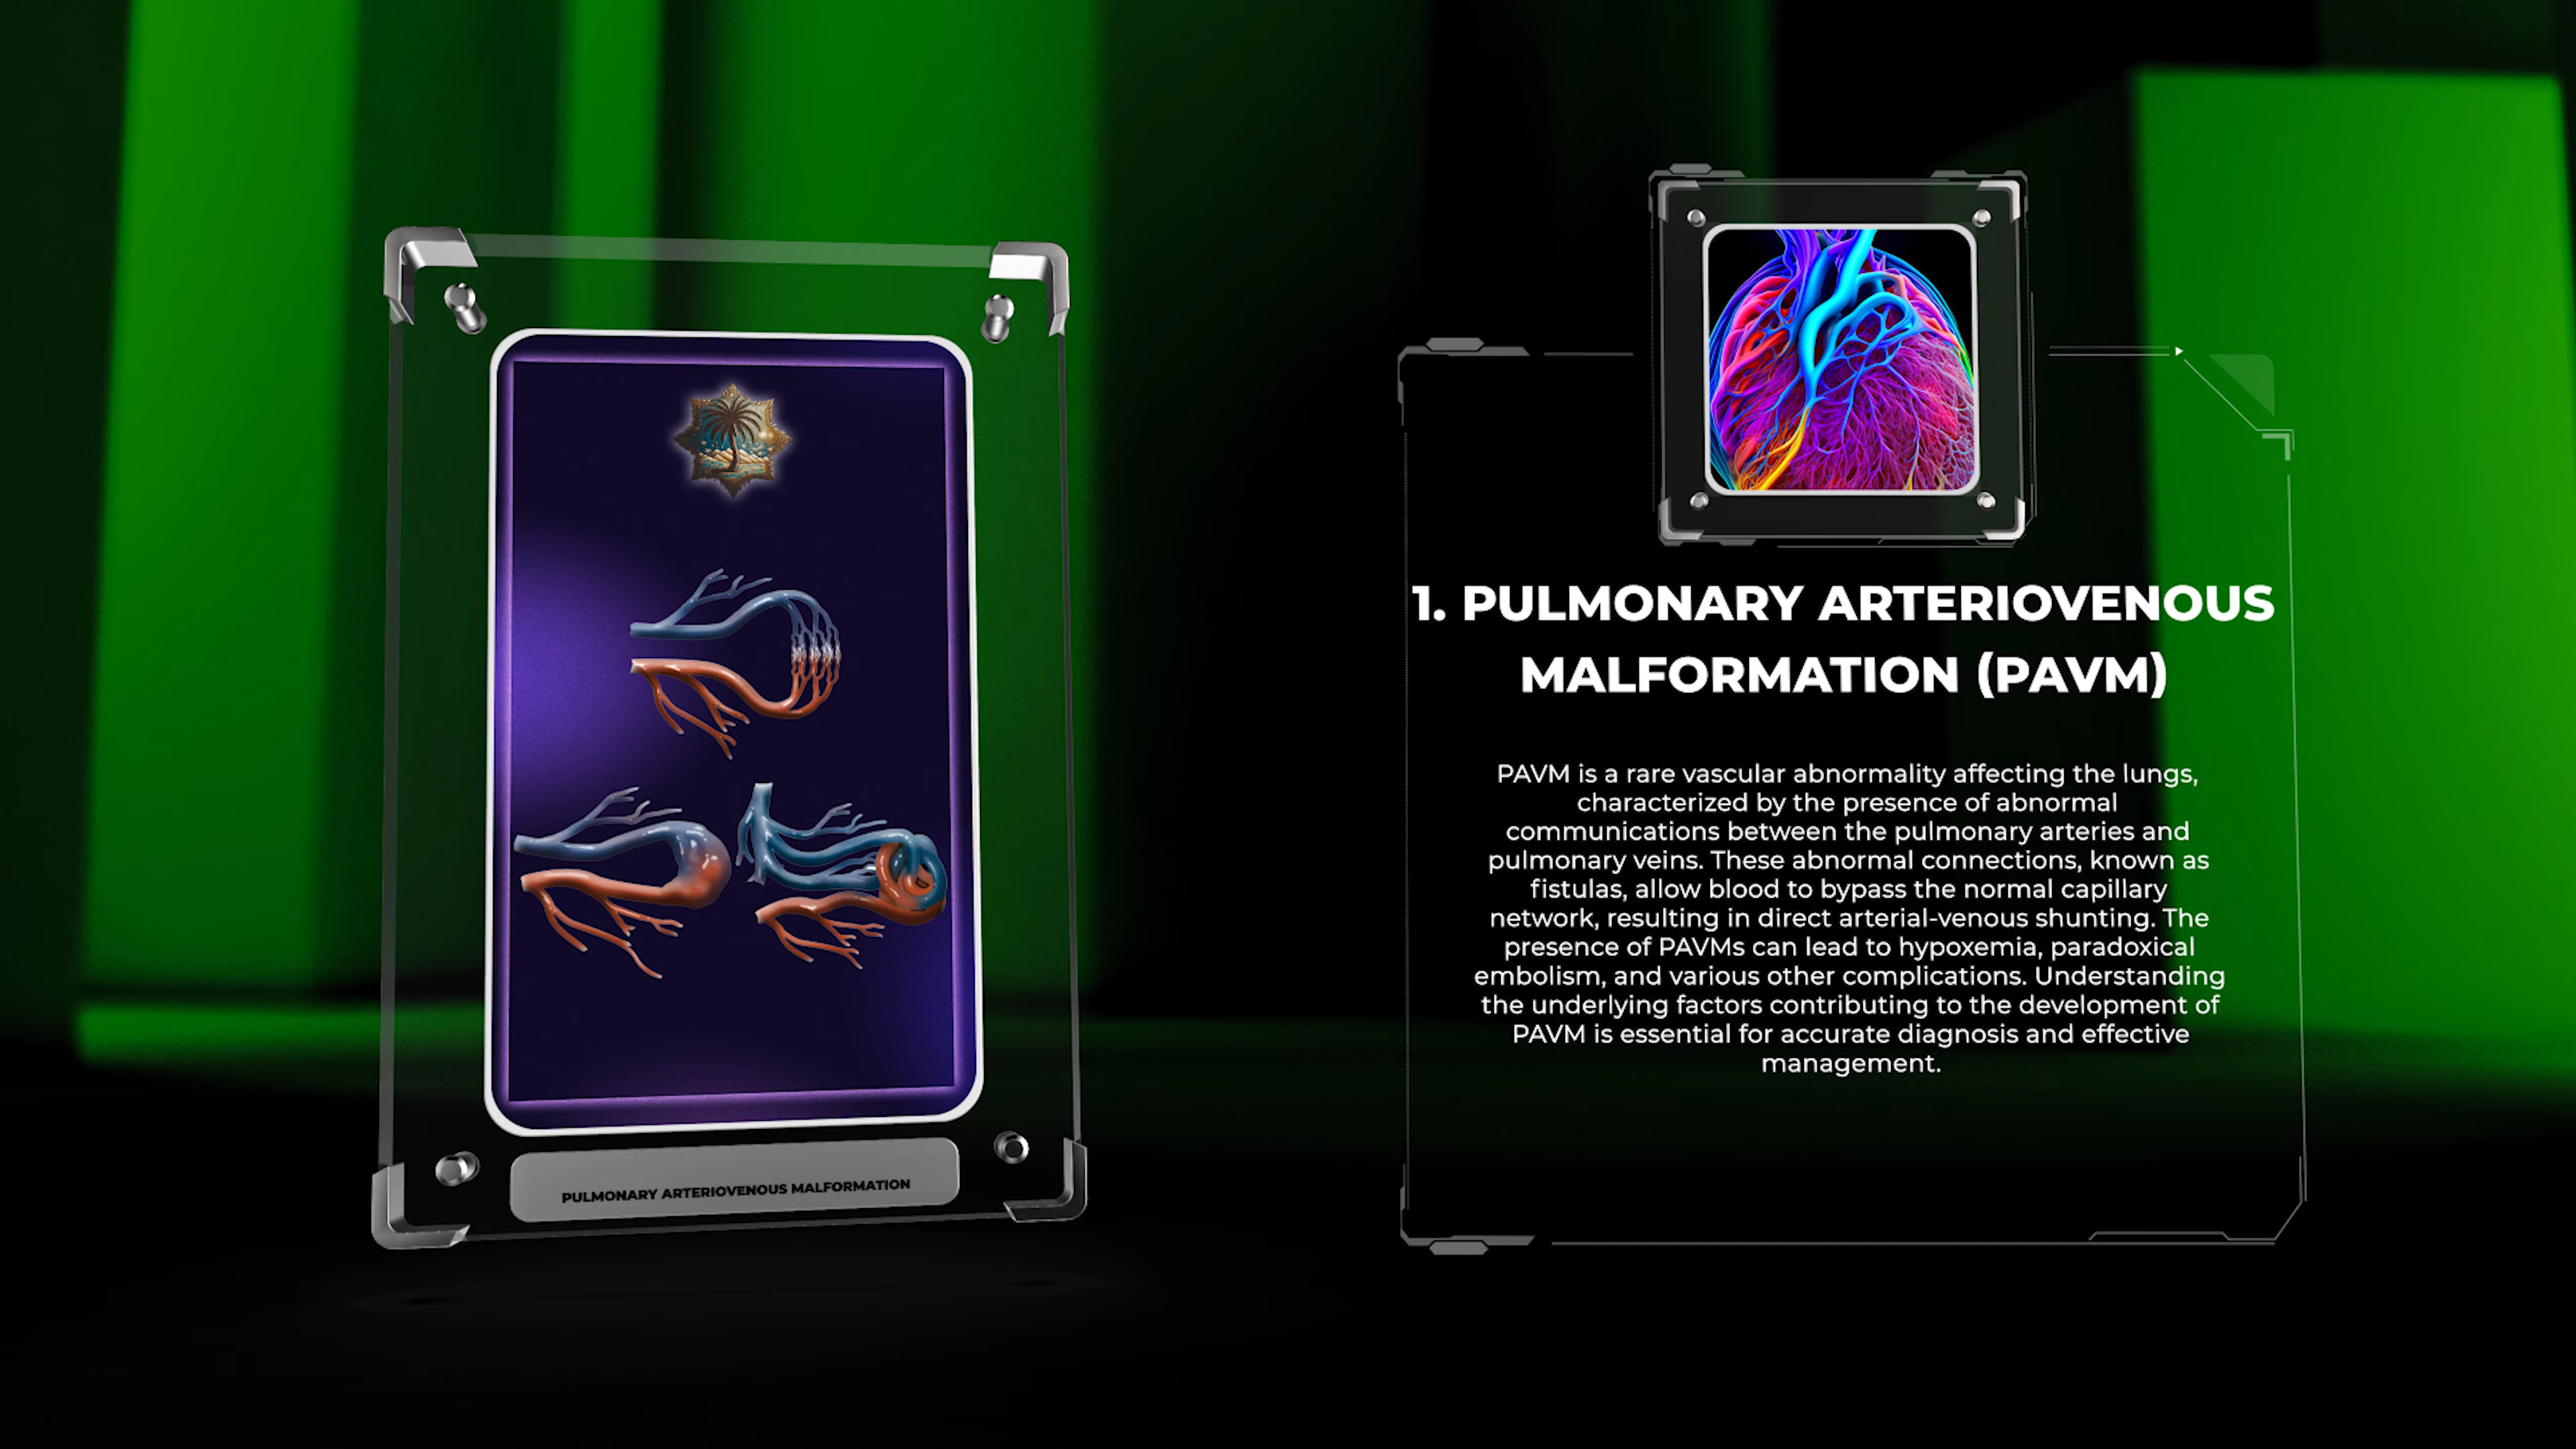 PULMONARY ARTERIOVENOUS MALFORMATION
1. PULMONARY ARTERIOVENOUS
MALFORMATION (PAVM)
PAVM is a rare vascular abnormality affecting the lungs,
characterized by the presence of abnormal
communications between the pulmonary arteries and
pulmonary veins. These abnormal connections, known as
fistulas, allow blood to bypass the normal capillary
network, resulting in direct arterial-venous shunting. The
presence of PAVMs can lead to hypoxemia, paradoxical
embolism, and various other complications. Understanding
the underlying factors contributing to the development of
PAVM is essential for accurate diagnosis and effective
management.